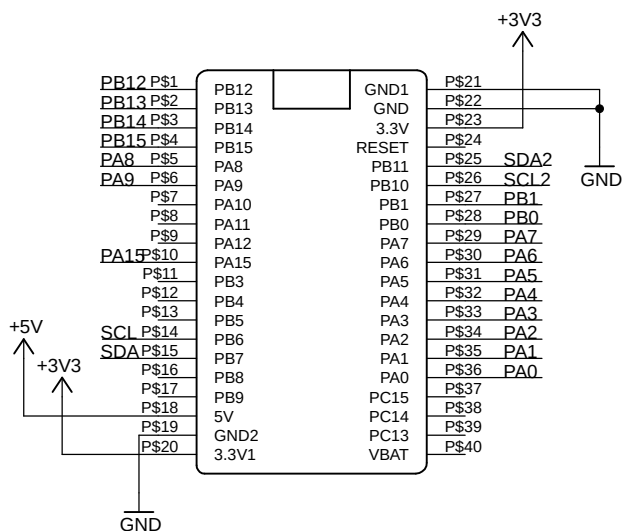 +3V3
PB12 P$1 PB12 GND1 P$21
PB13 P$2 PB13 GND P$22
PB14 P$3 PB14 3.3V P$23
PB15 P$4 PB15 RESET P$24
PA8 P$5 PA8 PB11 P$25 SDA2
PA9 P$6 PA9 PB10 P$26 SCL2 GND
P$7 PA10 PB1 P$27 PB1
P$8 PA11 PB0 P$28 PB0
P$9 PA12 PA7 P$29 PA7
PA15 P$10 PA15 PA6 P$30 PA6
P$11 PB3 PA5 P$31 PA5
P$12 PB4 PA4 P$32 PA4
P$13 PB5 PA3 P$33 PA3
+5V SCL P$14 PB6 PA2 P$34 PA2
+3V3 SDA P$15 PB7 PA1 P$35 PA1
P$16 PB8 PA0 P$36 PA0
P$17 PB9 PC15 P$37
P$18 5V PC14 P$38
P$19 GND2 PC13 P$39
P$20 3.3V1 VBAT P$40
GND